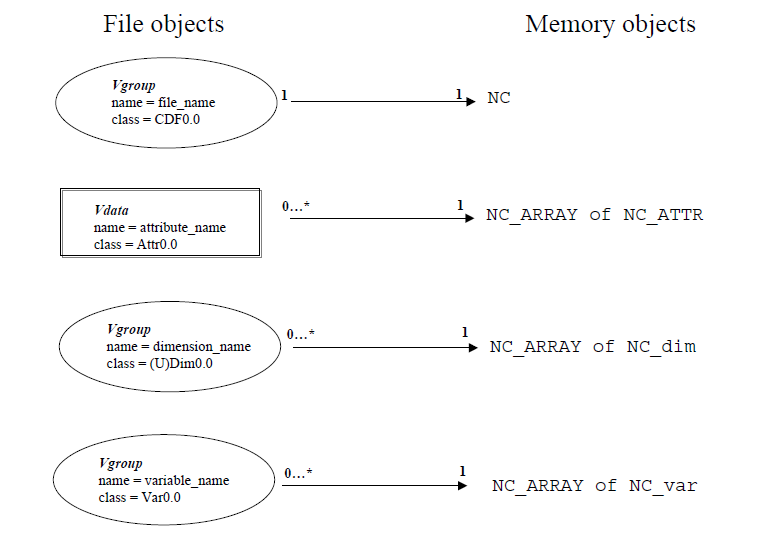 File objects
Memory objects
Vgroup
name = file_name
class = CDF0.0
1
1
NC
Vdata
name = attribute_name
class = Attr0.0
0...*
1
NC_ARRAY of NC_ATTR
Vgroup
name = dimension_name
class = (U)Dim0.0
0...*
1
NC_ARRAY of NC_dim
Vgroup
name = variable_name
class = Var0.0
0...*
1
NC_ARRAY of NC_var